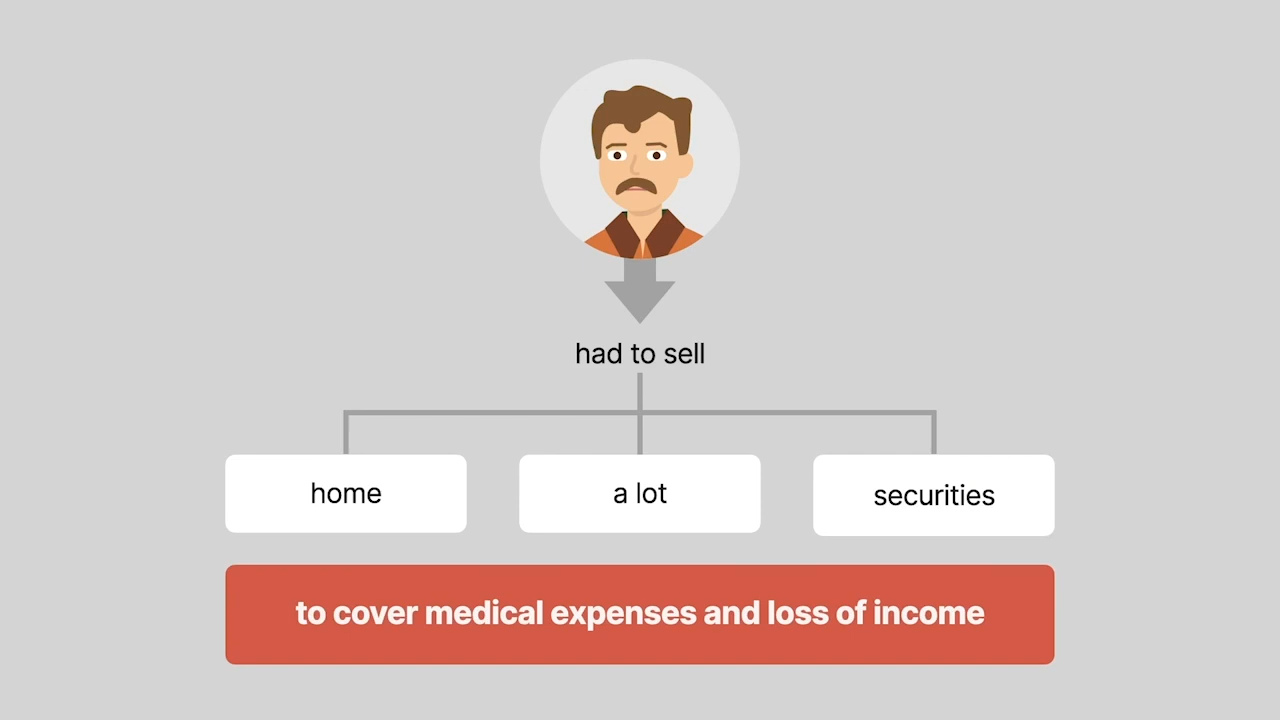 had to sell
home
a lot
securities
to cover medical expenses and loss of income